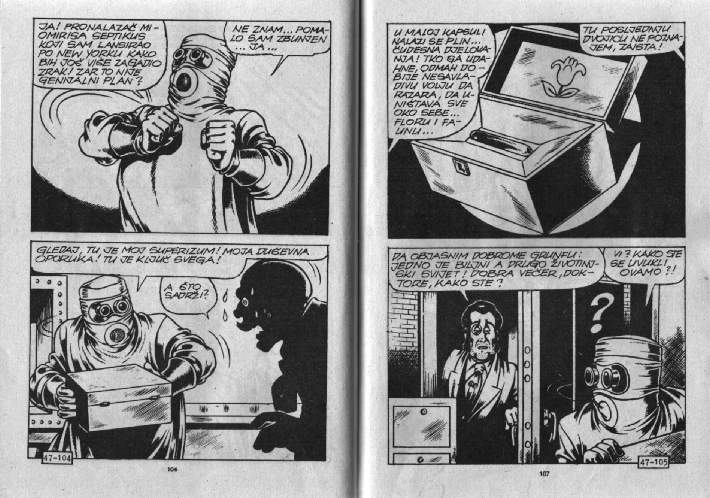 JA! PRONALAZAČ MI-
OMIRISA SEPTIKUS
KOJI SAM LANSIRAO
PO NEW YORKU KAKO
BIH JOŠ VIŠE ZAGADIO
ZRAK! ZAR TO NIJE
GENIJALNI PLAN?
NE ZNAM... POMA-
LO SAM ZBUNJEN
... JA ...
GLEDAJ, TU JE MOJ SUPERIZUM! MOJA DUŠEVNA
OPORUKA! TU JE KLJUČ SVEGA!
A ŠTO
SADRŽI?
47-104
106
U MALOJ KAPSULI
NALAZI SE PLIN...
ČUDESNA DJELOVA-
NJA! TKO GA UDA-
HNE, ODMAH DO-
BIJE NESAVLA-
DIVU VOLJU DA
RAZARA, DA U-
NIŠTAVA SVE
OKO SEBE...
FLORU I FA-
UNU...
TU POSLJEDNJU
DVOJICU NE POZNA-
JEM, ZAISTA!
DA OBJASNIM DOBROME GRUNFU:
JEDNO JE BILJNI A DRUGO ŽIVOTINJ-
SKI SVIJET! DOBRA VEČER, DOK-
TORE, KAKO STE?
VI? KAKO STE
SE UVUKLI
OVAMO?!
?
47-105
107